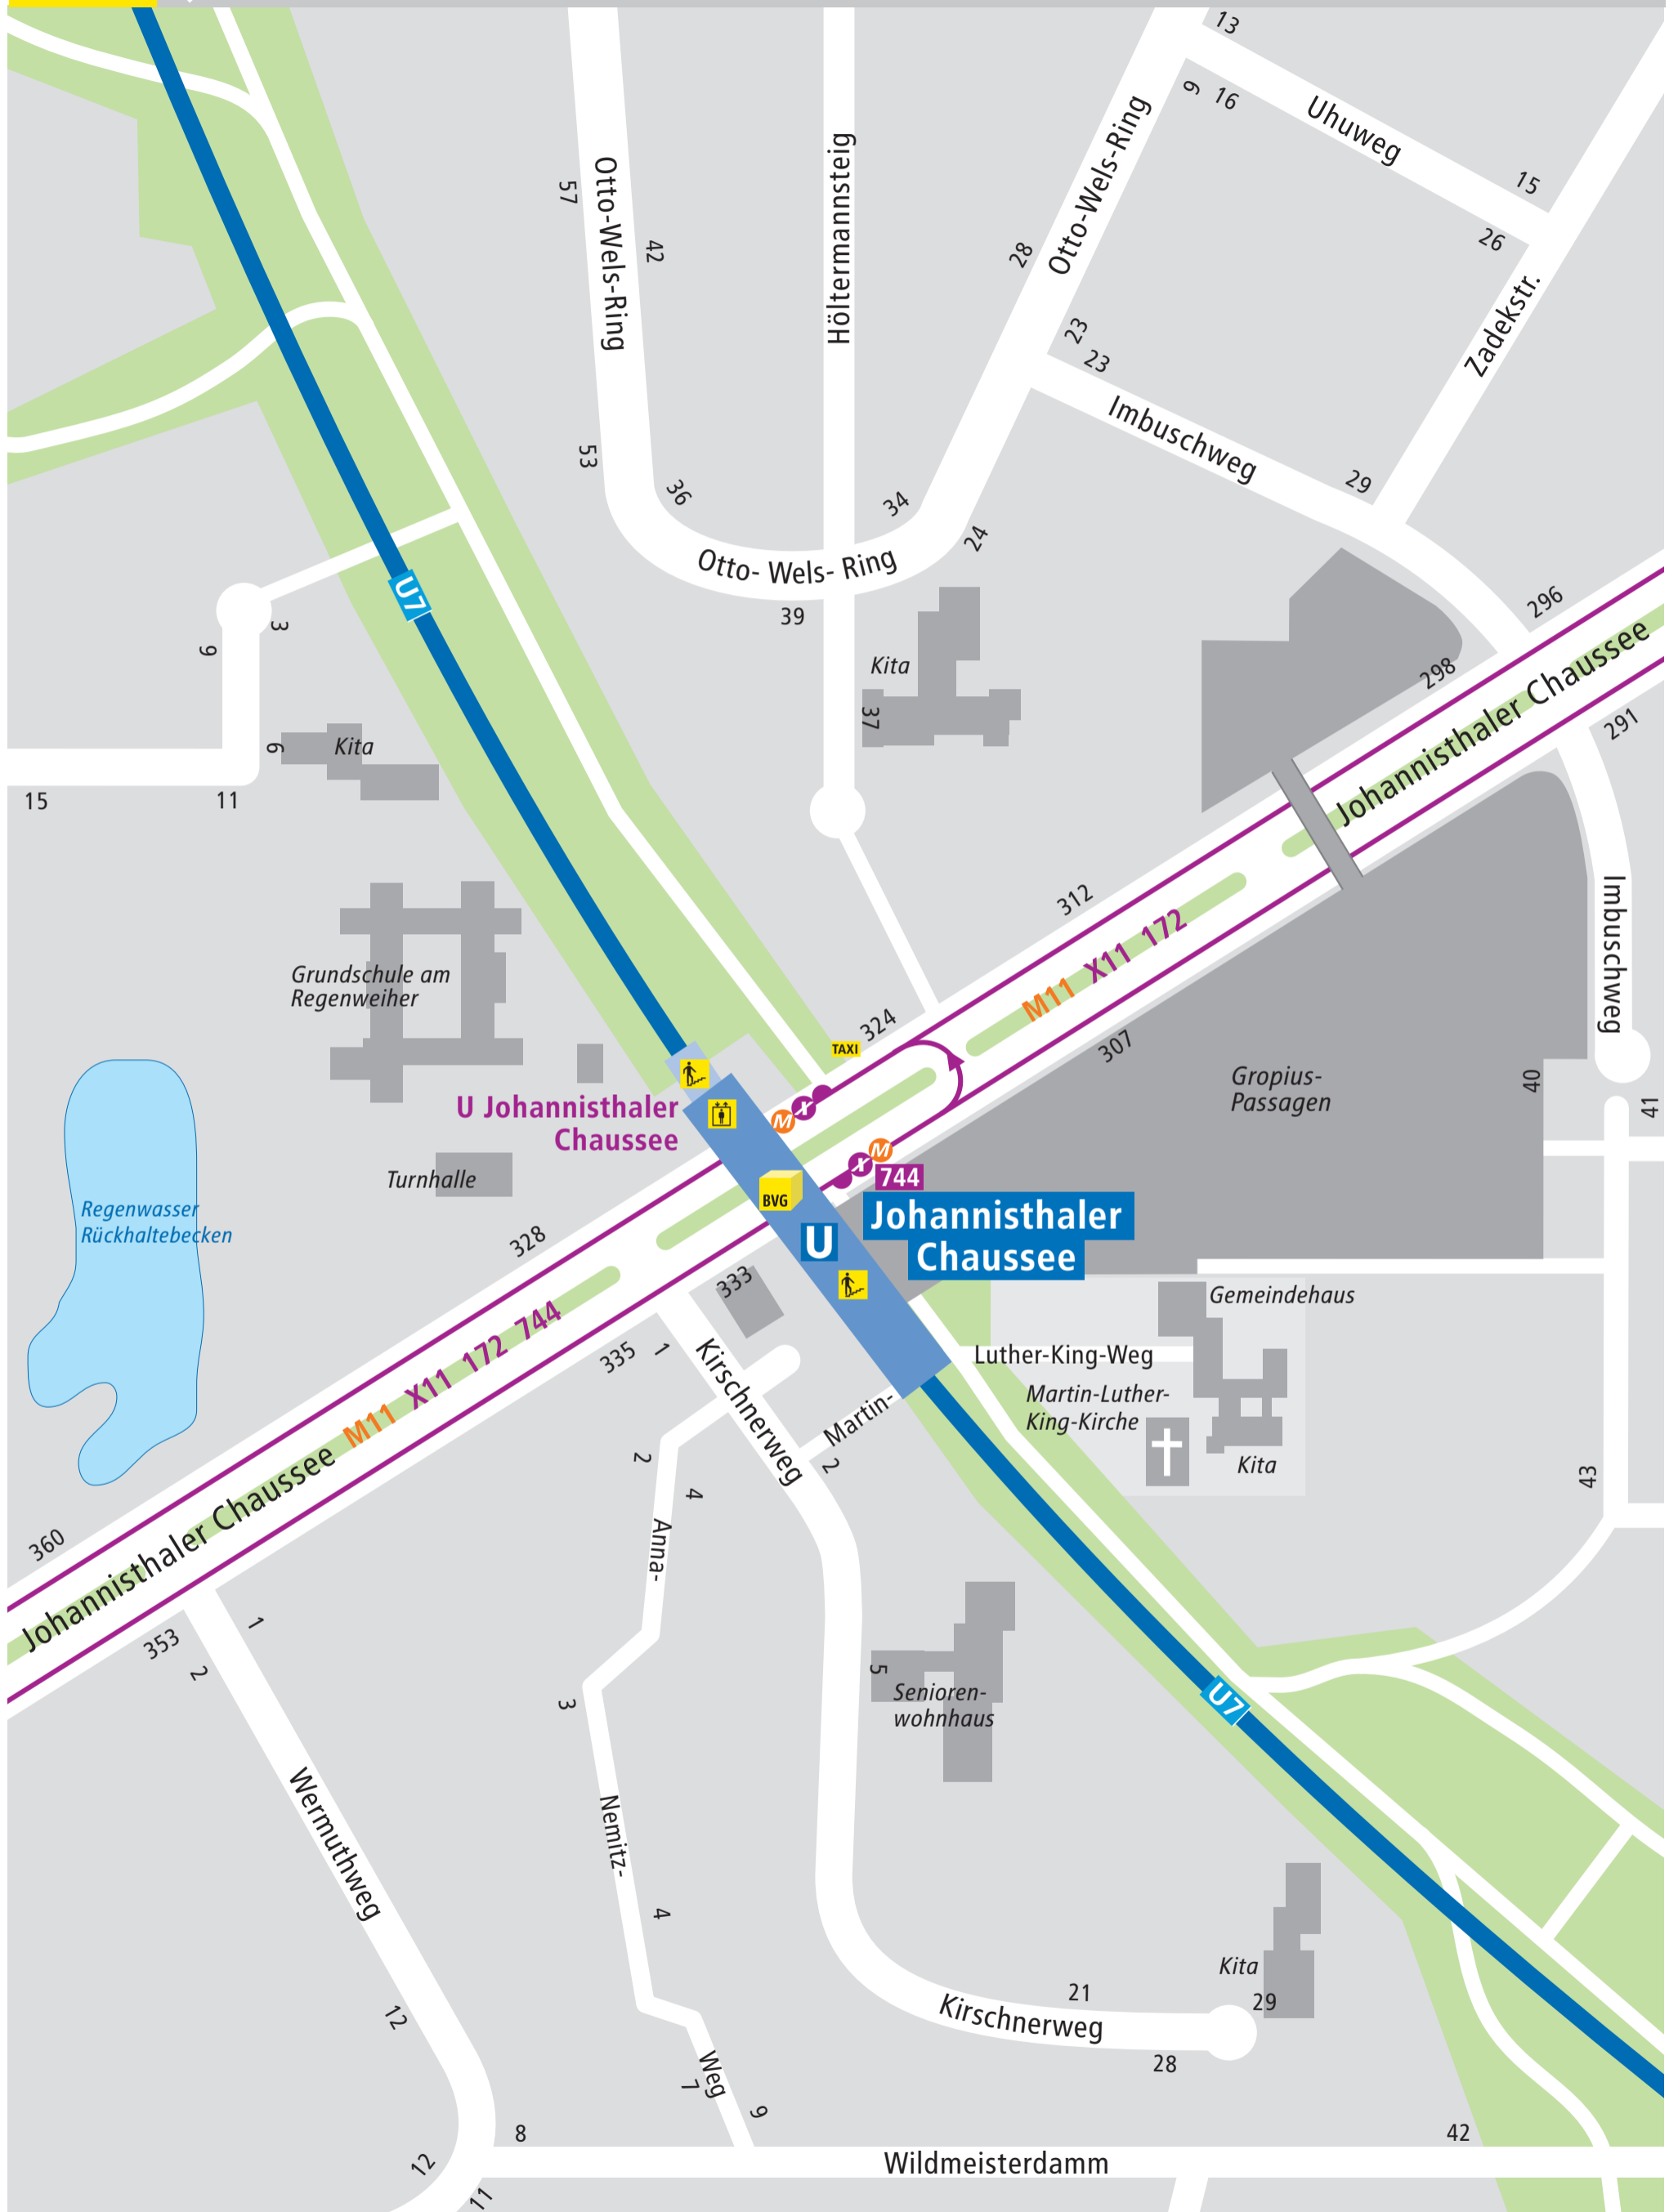 13
9
16
Uhuweg
15
26
Otto-Wels-Ring
57
42
Höltermannsteig
Otto-Wels-Ring
28
Zadekstr.
23
23
Imbuschweg
29
53
36
34
24
Otto- Wels- Ring
39
U7
3
9
6
Kita
15
11
Kita
37
296
298
Johannisthaler Chaussee
291
312
M11 X11 172
307
Imbuschweg
Grundschule am
Regenweiher
324
TAXI
Gropius-
Passagen
40
41
U Johannisthaler
Chaussee
M
X
X
M
744
Turnhalle
BVG
U
Johannisthaler
Chaussee
Regenwasser
Rückhaltebecken
328
333
Gemeindehaus
M11 X11 172 744
335
1
Kirschnerweg
Luther-King-Weg
Martin-Luther-
King-Kirche
Martin-
2
Kita
43
2
4
Anna-
360
Johannisthaler Chaussee
353
1
2
3
5
Senioren-
wohnhaus
U7
Wermuthweg
Nemitz-
4
Kita
29
21
Kirschnerweg
28
12
Weg
7
9
8
42
12
Wildmeisterdamm
11